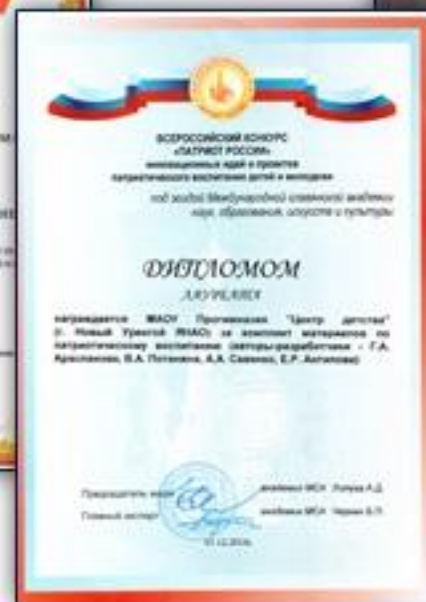 ВСЕРОССИЙСКИЙ КОНКУРС
«ПАТРИОТ РОССИИ»
инновационных идей и проектов
патриотического воспитания детей и молодежи
под эгидой Международной славянской академии
наук, образования, искусств и культуры
ДИПЛОМОМ
ЛАУРЕАТА
награждается МАОУ Прогимназия "Центр детства"
(г. Новый Уренгой ЯНАО) за комплект материалов по
патриотическому воспитанию (авторы-разработчики - Г.А.
В.А. Потанина, А.А. Савенко, Е.Р. Антипова)
Председатель жюри академик МСА А.Д.
Главный эксперт академик МСА